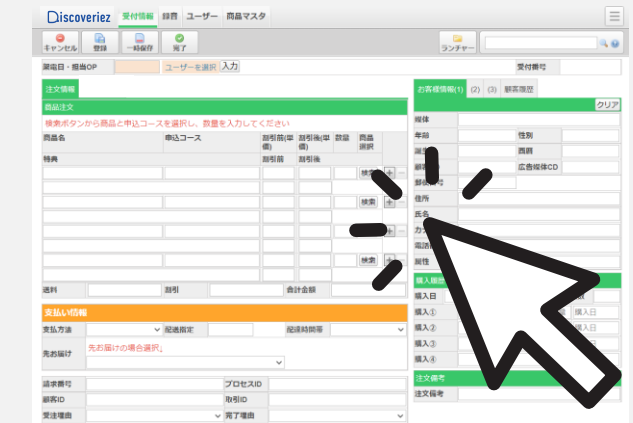 Discoveriez 受付情報 録音 ユーザー 商品マスタ
キャンセル 登録 一時保存 完了 ランチャー
架電日・担当OP ユーザーを選択 入力 受付番号
注文情報 お客様情報(1) (2) (3) 顧客履歴
商品注文 クリア
検索ボタンから商品と申込コースを選択し、数量を入力してください
媒体
商品名 申込コース 割引前(単価) 割引後(単価) 数量 商品選択
年齢 性別
特典 割引前 割引後
広告媒体CD
検索
検索
住所
氏名
検索
属性
購入日
送料 割引 合計金額
支払い情報 購入① 購入日
支払方法 配送指定 配達時間帯 購入② 購入日
先お届け 先お届けの場合選択↓ 購入③ 購入日
購入④
請求番号 プロセスID 注文備考
顧客ID 取引ID 注文備考
受注理由 完了理由